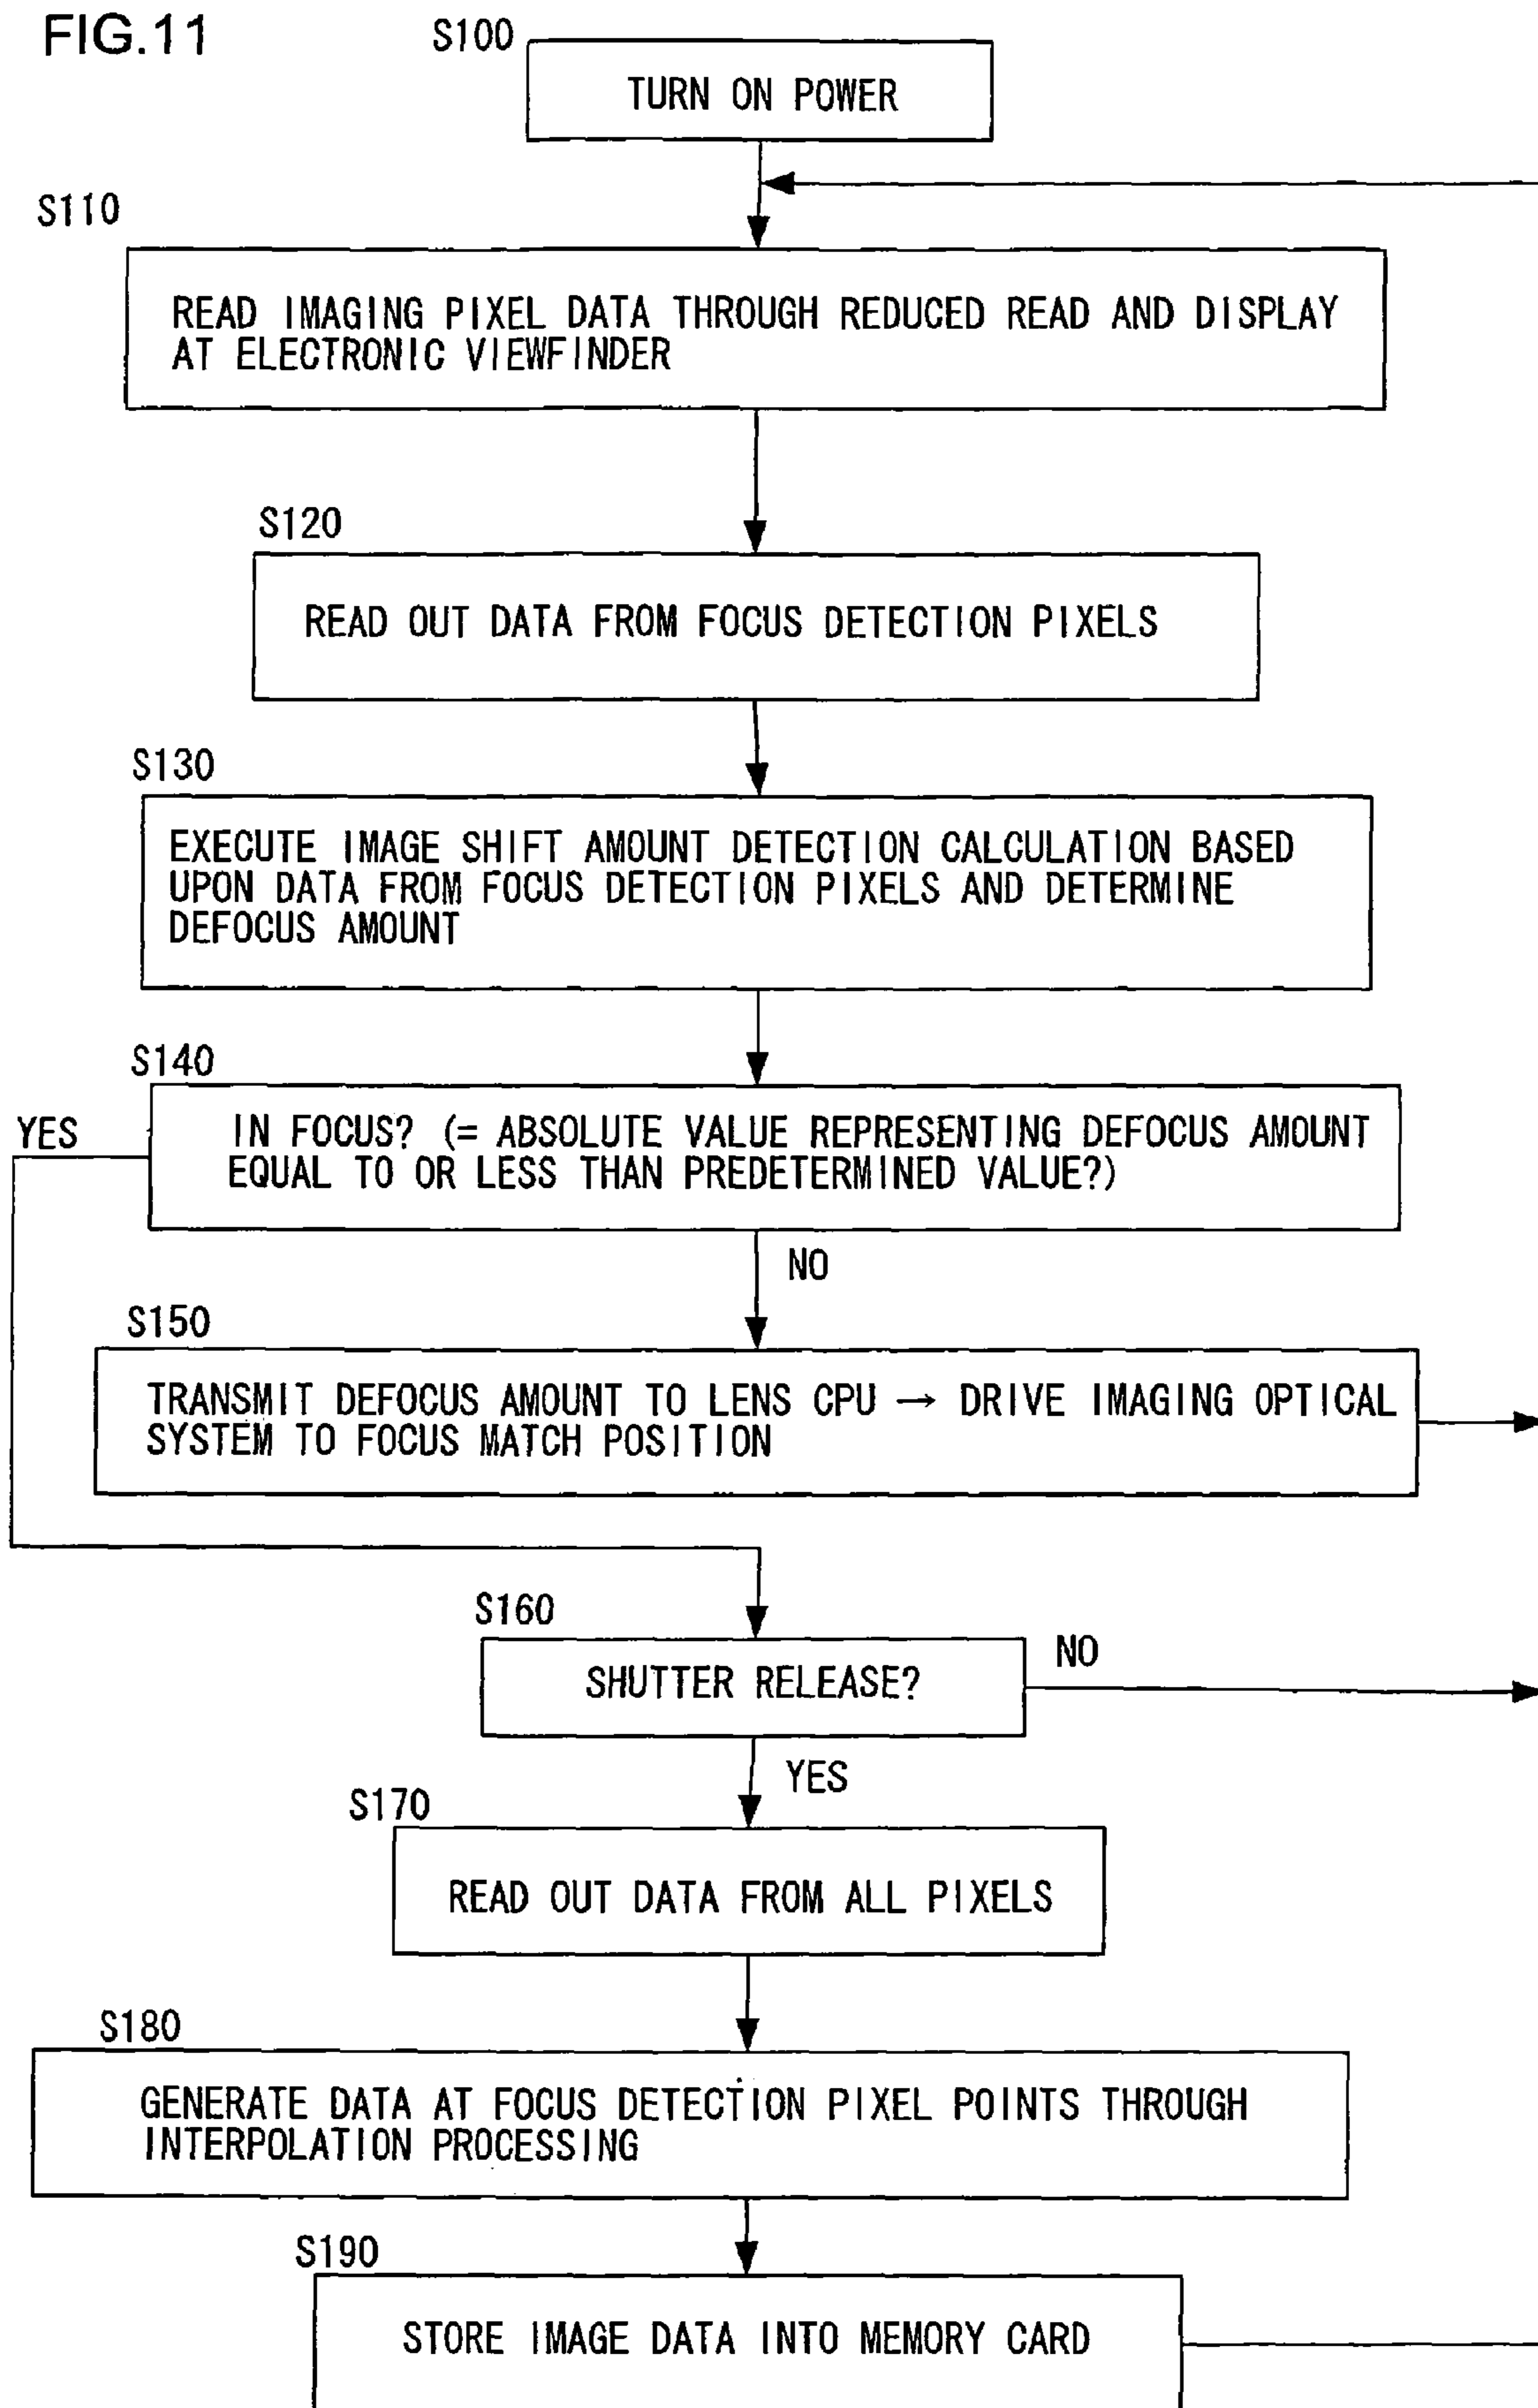 FIG.11
S100
TURN ON POWER
S110
READ IMAGING PIXEL DATA THROUGH REDUCED READ AND DISPLAY
AT ELECTRONIC VIEWFINDER
S120
READ OUT DATA FROM FOCUS DETECTION PIXELS
S130
EXECUTE IMAGE SHIFT AMOUNT DETECTION CALCULATION BASED
UPON DATA FROM FOCUS DETECTION PIXELS AND DETERMINE
DEFOCUS AMOUNT
S140
YES
IN FOCUS? (= ABSOLUTE VALUE REPRESENTING DEFOCUS AMOUNT
EQUAL TO OR LESS THAN PREDETERMINED VALUE?)
NO
S150
TRANSMIT DEFOCUS AMOUNT TO LENS CPU → DRIVE IMAGING OPTICAL
SYSTEM TO FOCUS MATCH POSITION
S160
SHUTTER RELEASE?
NO
YES
S170
READ OUT DATA FROM ALL PIXELS
S180
GENERATE DATA AT FOCUS DETECTION PIXEL POINTS THROUGH
INTERPOLATION PROCESSING
S190
STORE IMAGE DATA INTO MEMORY CARD